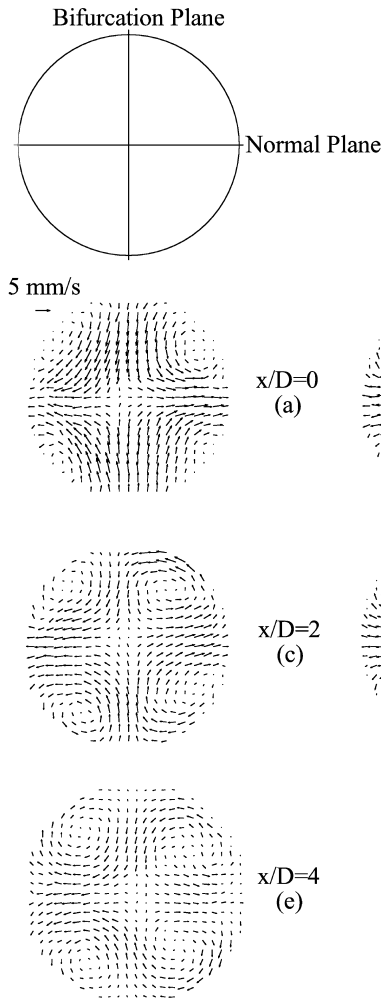 Bifurcation Plane
Normal Plane
5 mm/s
x/D=0
(a)
x/D=2
(c)
x/D=4
(e)